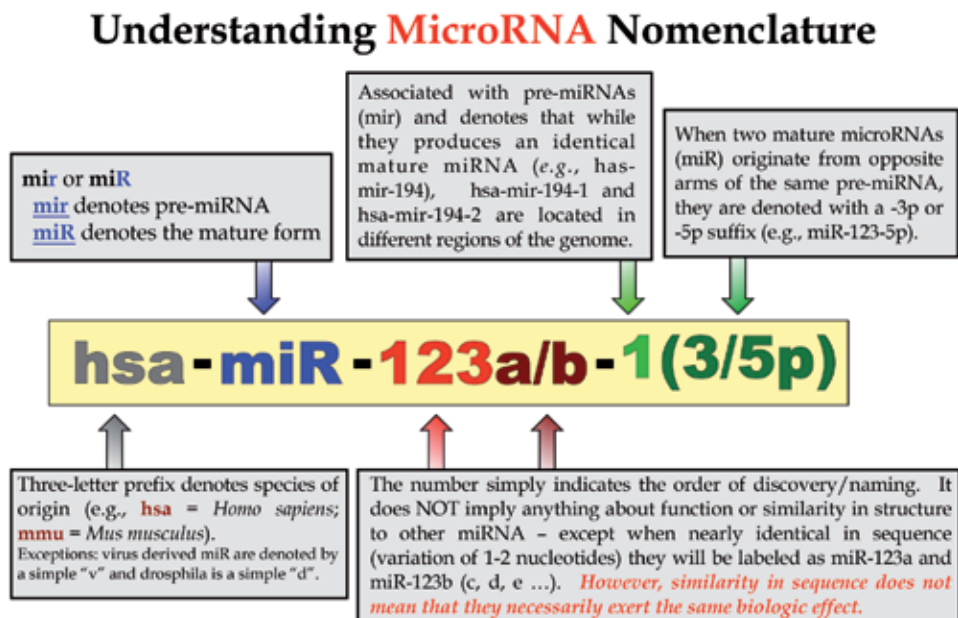 Understanding MicroRNA Nomenclature
Associated with pre-miRNAs
(mir) and denotes that while
they produces an identical
mature miRNA (e.g., has-
mir-194), hsa-mir-194-1 and
hsa-mir-194-2 are located in
different regions of the genome.
When two mature microRNAs
(miR) originate from opposite
arms of the same pre-miRNA,
they are denoted with a -3p or
-5p suffix (e.g., miR-123-5p).
mir or miR
mir denotes pre-miRNA
miR denotes the mature form
hsa-miR-123a/b-1(3/5p)
Three-letter prefix denotes species of
origin (e.g., hsa = Homo sapiens;
mmu = Mus musculus).
Exceptions: virus derived miR are denoted by
a simple “v” and drosphila is a simple “d”.
The number simply indicates the order of discovery/naming. It
does NOT imply anything about function or similarity in structure
to other miRNA – except when nearly identical in sequence
(variation of 1-2 nucleotides) they will be labeled as miR-123a and
miR-123b (c, d, e …). However, similarity in sequence does not
mean that they necessarily exert the same biologic effect.